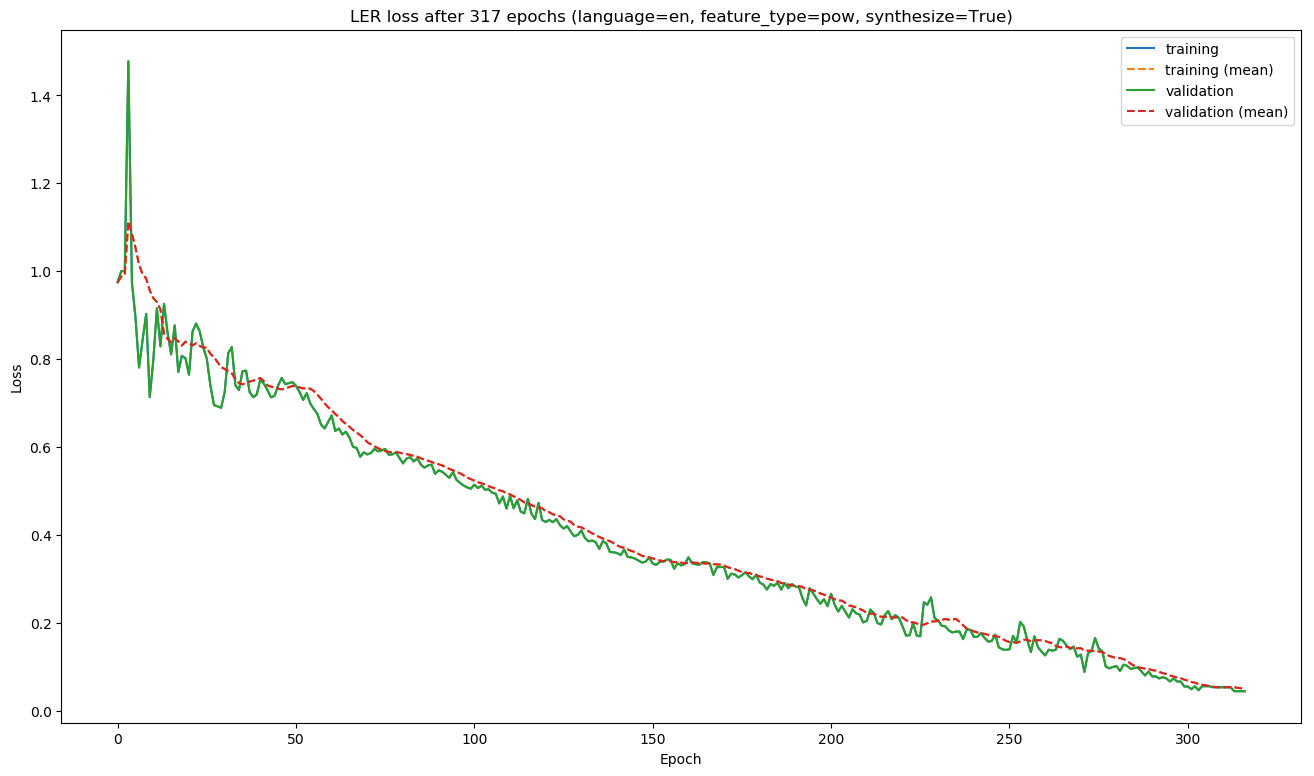 LER loss after 317 epochs (language=en, feature_type=pow, synthesize=True)
training
training (mean)
validation
validation (mean)
Loss
1.4
1.2
1.0
0.8
0.6
0.4
0.2
0.0
0 50 100 150 200 250 300
Epoch